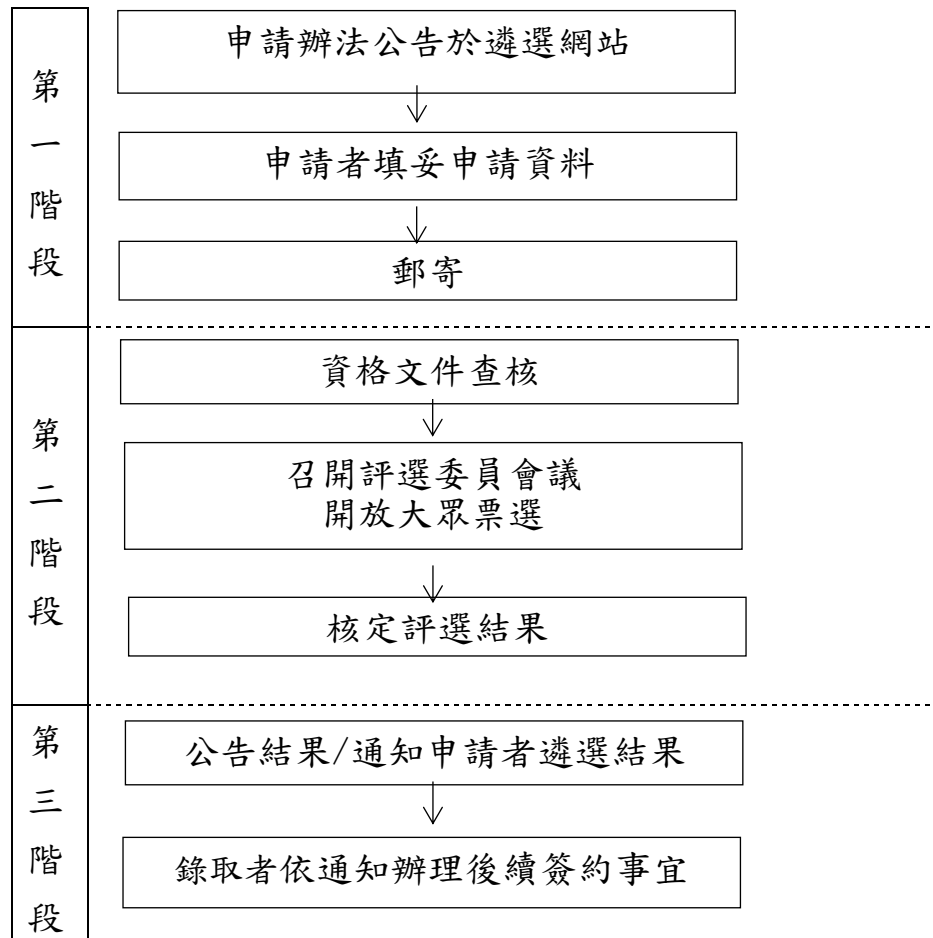 第一階段
申請辦法公告於遴選網站
申請者填妥申請資料
郵寄
第二階段
資格文件查核
召開評選委員會議
開放大眾票選
核定評選結果
第三階段
公告結果/通知申請者遴選結果
錄取者依通知辦理後續簽約事宜